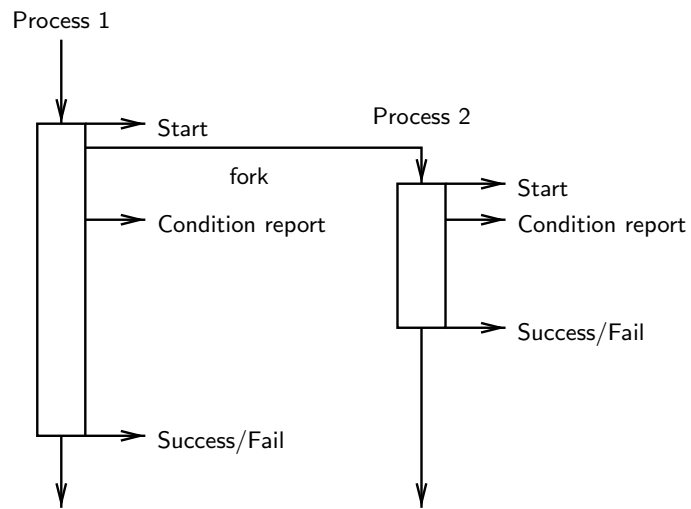 Process 1
Start
Process 2
fork
Start
Condition report
Condition report
Success/Fail
Success/Fail